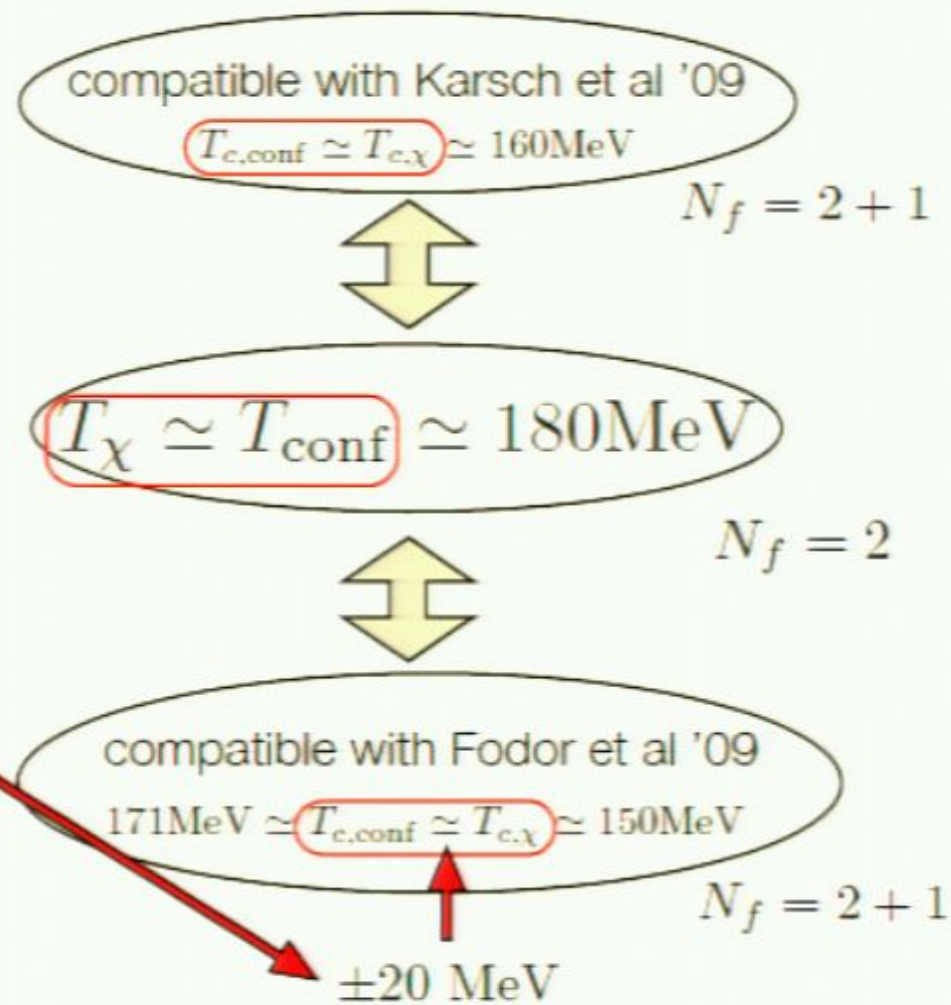 compatible with Karsch et al '09
T_{c,conf} ≃ T_{c,χ} ≃ 160MeV
N_f = 2 + 1
T_χ ≃ T_conf ≃ 180MeV
N_f = 2
compatible with Fodor et al '09
171MeV ≃ T_{c,conf} ≃ T_{c,χ} ≃ 150MeV
N_f = 2 + 1
±20 MeV